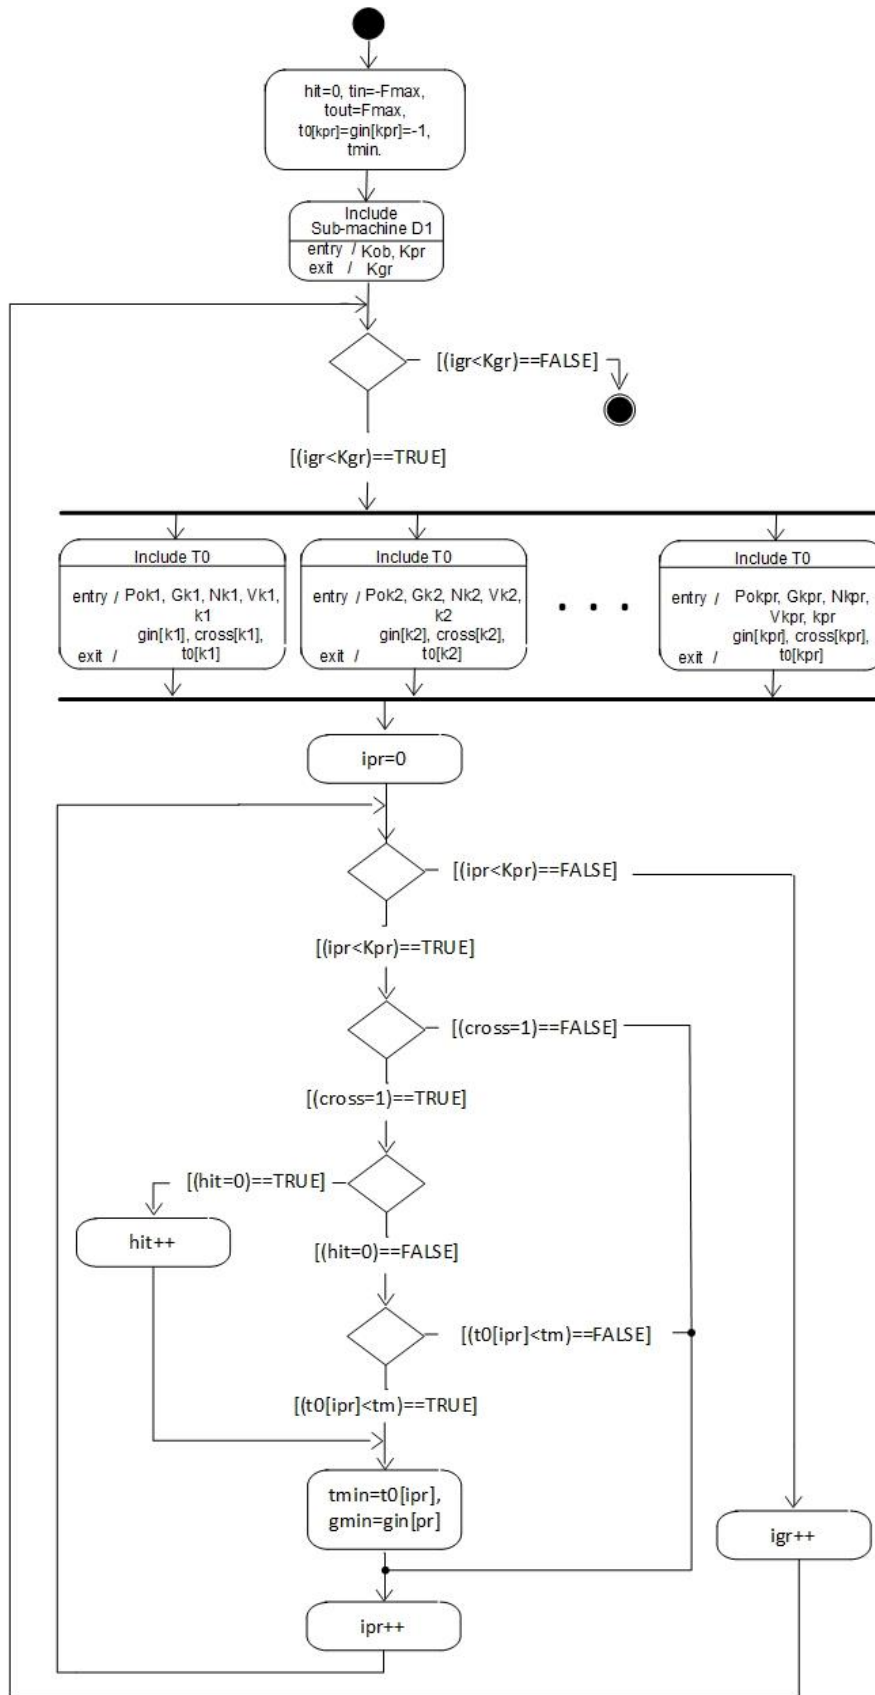 hit=0, tin=-Fmax,
tout=Fmax,
t0[kpr]=gin[kpr]=-1,
tmin.
Include
Sub-machine D1
entry / Kob, Kpr
exit / Kgr
[(igr<Kgr)==FALSE]
[(igr<Kgr)==TRUE]
Include T0
entry / Pok1, Gk1, Nk1, Vk1,
k1
gin[k1], cross[k1],
exit / t0[k1]
Include T0
entry / Pok2, Gk2, Nk2, Vk2,
k2
gin[k2], cross[k2],
exit / t0[k2]
. . .
Include T0
entry / Pokpr, Gkpr, Nkpr,
Vkpr, kpr
gin[kpr], cross[kpr],
exit / t0[kpr]
ipr=0
[(ipr<Kpr)==FALSE]
[(ipr<Kpr)==TRUE]
[(cross=1)==FALSE]
[(cross=1)==TRUE]
[(hit=0)==TRUE]
hit++
[(hit=0)==FALSE]
[(t0[ipr]<tm)==FALSE]
[(t0[ipr]<tm)==TRUE]
tmin=t0[ipr],
gmin=gin[pr]
igr++
ipr++